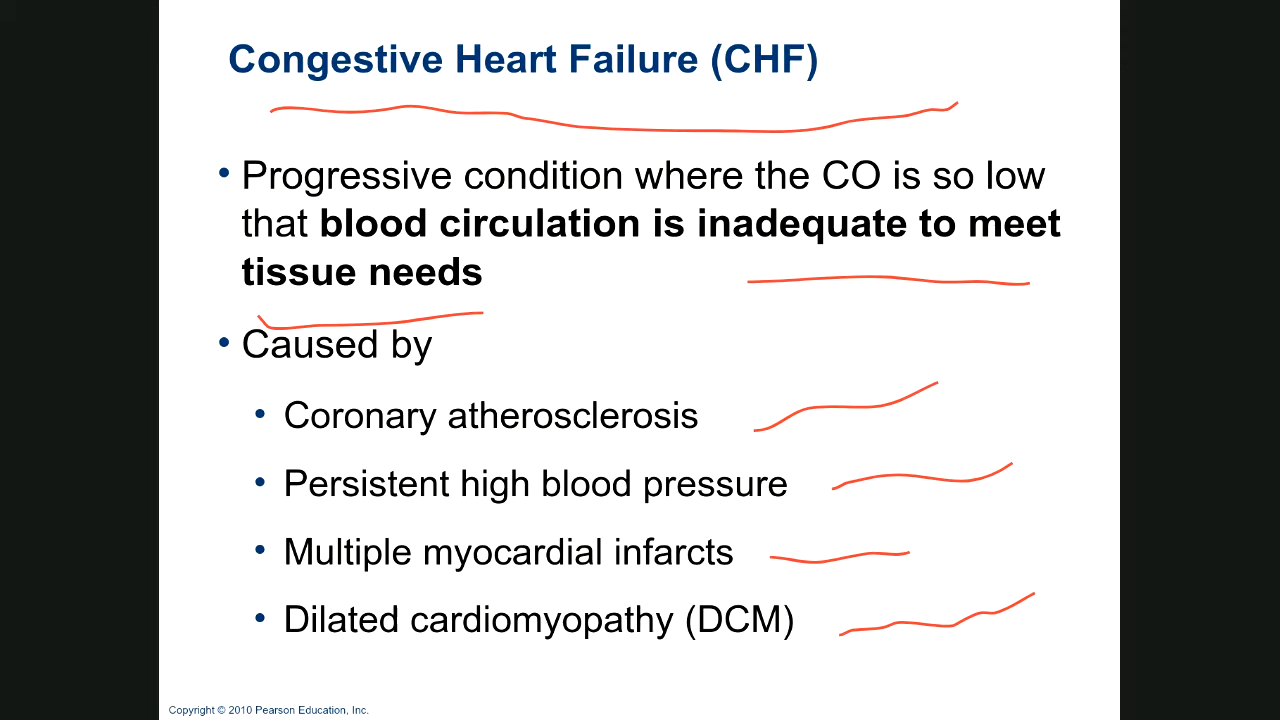 Congestive Heart Failure (CHF)
• Progressive condition where the CO is so low
that blood circulation is inadequate to meet
tissue needs
• Caused by
• Coronary atherosclerosis
• Persistent high blood pressure
• Multiple myocardial infarcts
• Dilated cardiomyopathy (DCM)
Copyright © 2010 Pearson Education, Inc.